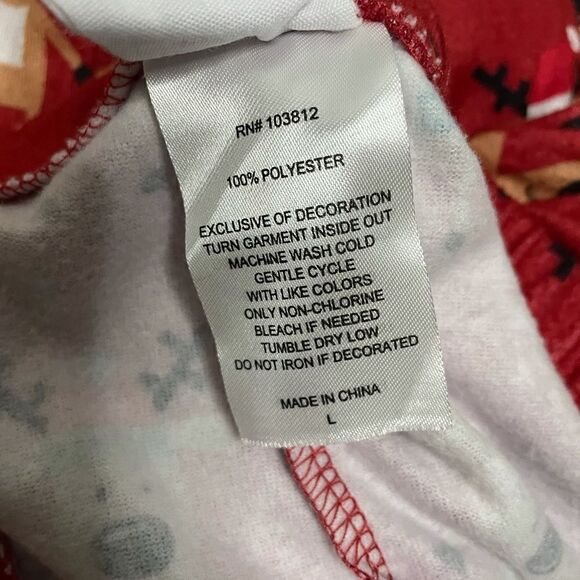 RN# 103812
100% POLYESTER
EXCLUSIVE OF DECORATION
TURN GARMENT INSIDE OUT
MACHINE WASH COLD
GENTLE CYCLE
WITH LIKE COLORS
ONLY NON-CHLORINE
BLEACH IF NEEDED
TUMBLE DRY LOW
DO NOT IRON IF DECORATED
MADE IN CHINA
L